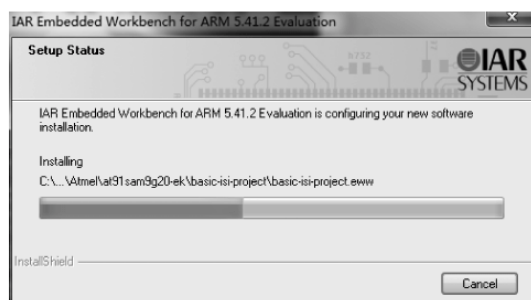 IAR Embedded Workbench for ARM 5.41.2 Evaluation
Setup Status
h732
IAR
SYSTEMS
IAR Embedded Workbench for ARM 5.41.2 Evaluation is configuring your new software
installation.
Installing
C:\...\Atmel\at91sam9g20-ek\basic-isi-project\basic-isi-project.eww
InstallShield
Cancel